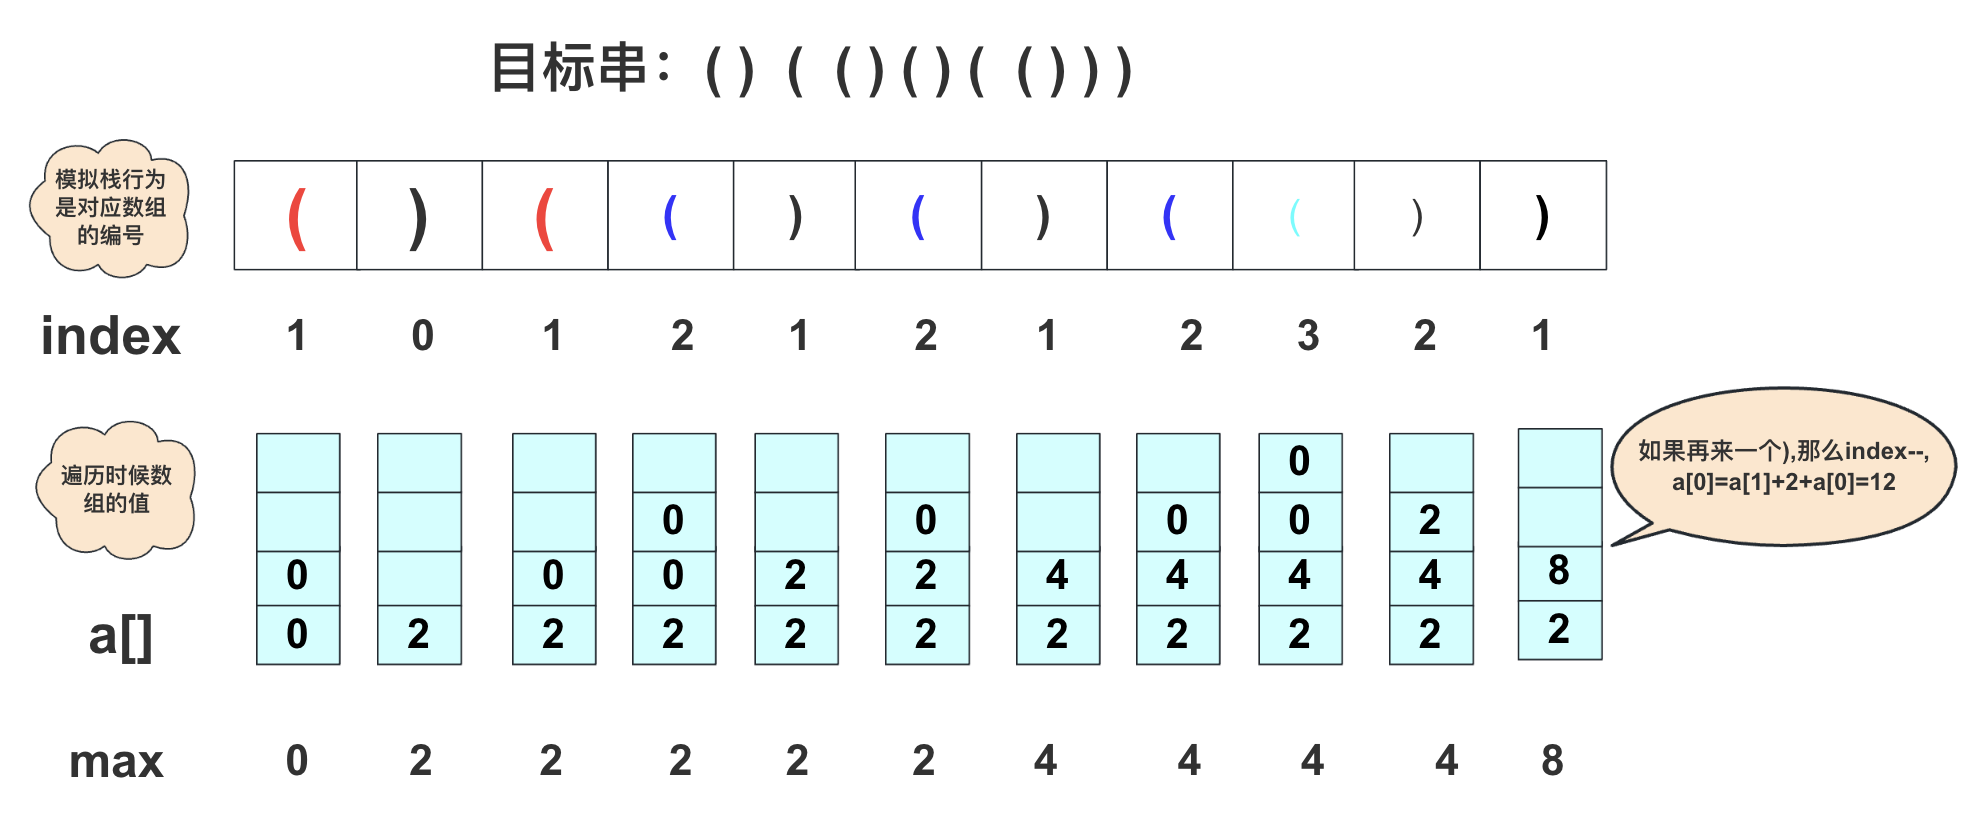 目标串：() ( ()()( ()))
模拟栈行为
是对应数组
的编号
( ) ( ( ) ( ) ( ( ) )
index 1 0 1 2 1 2 1 2 3 2 1
如果再来一个),那么index--,
a[0]=a[1]+2+a[0]=12
遍历时候数
组的值
0
0 0 0 0 2
0 0 0 2 2 4 4 4 4 8
a[] 0 2 2 2 2 2 2 2 2 2 2
max 0 2 2 2 2 2 4 4 4 4 8